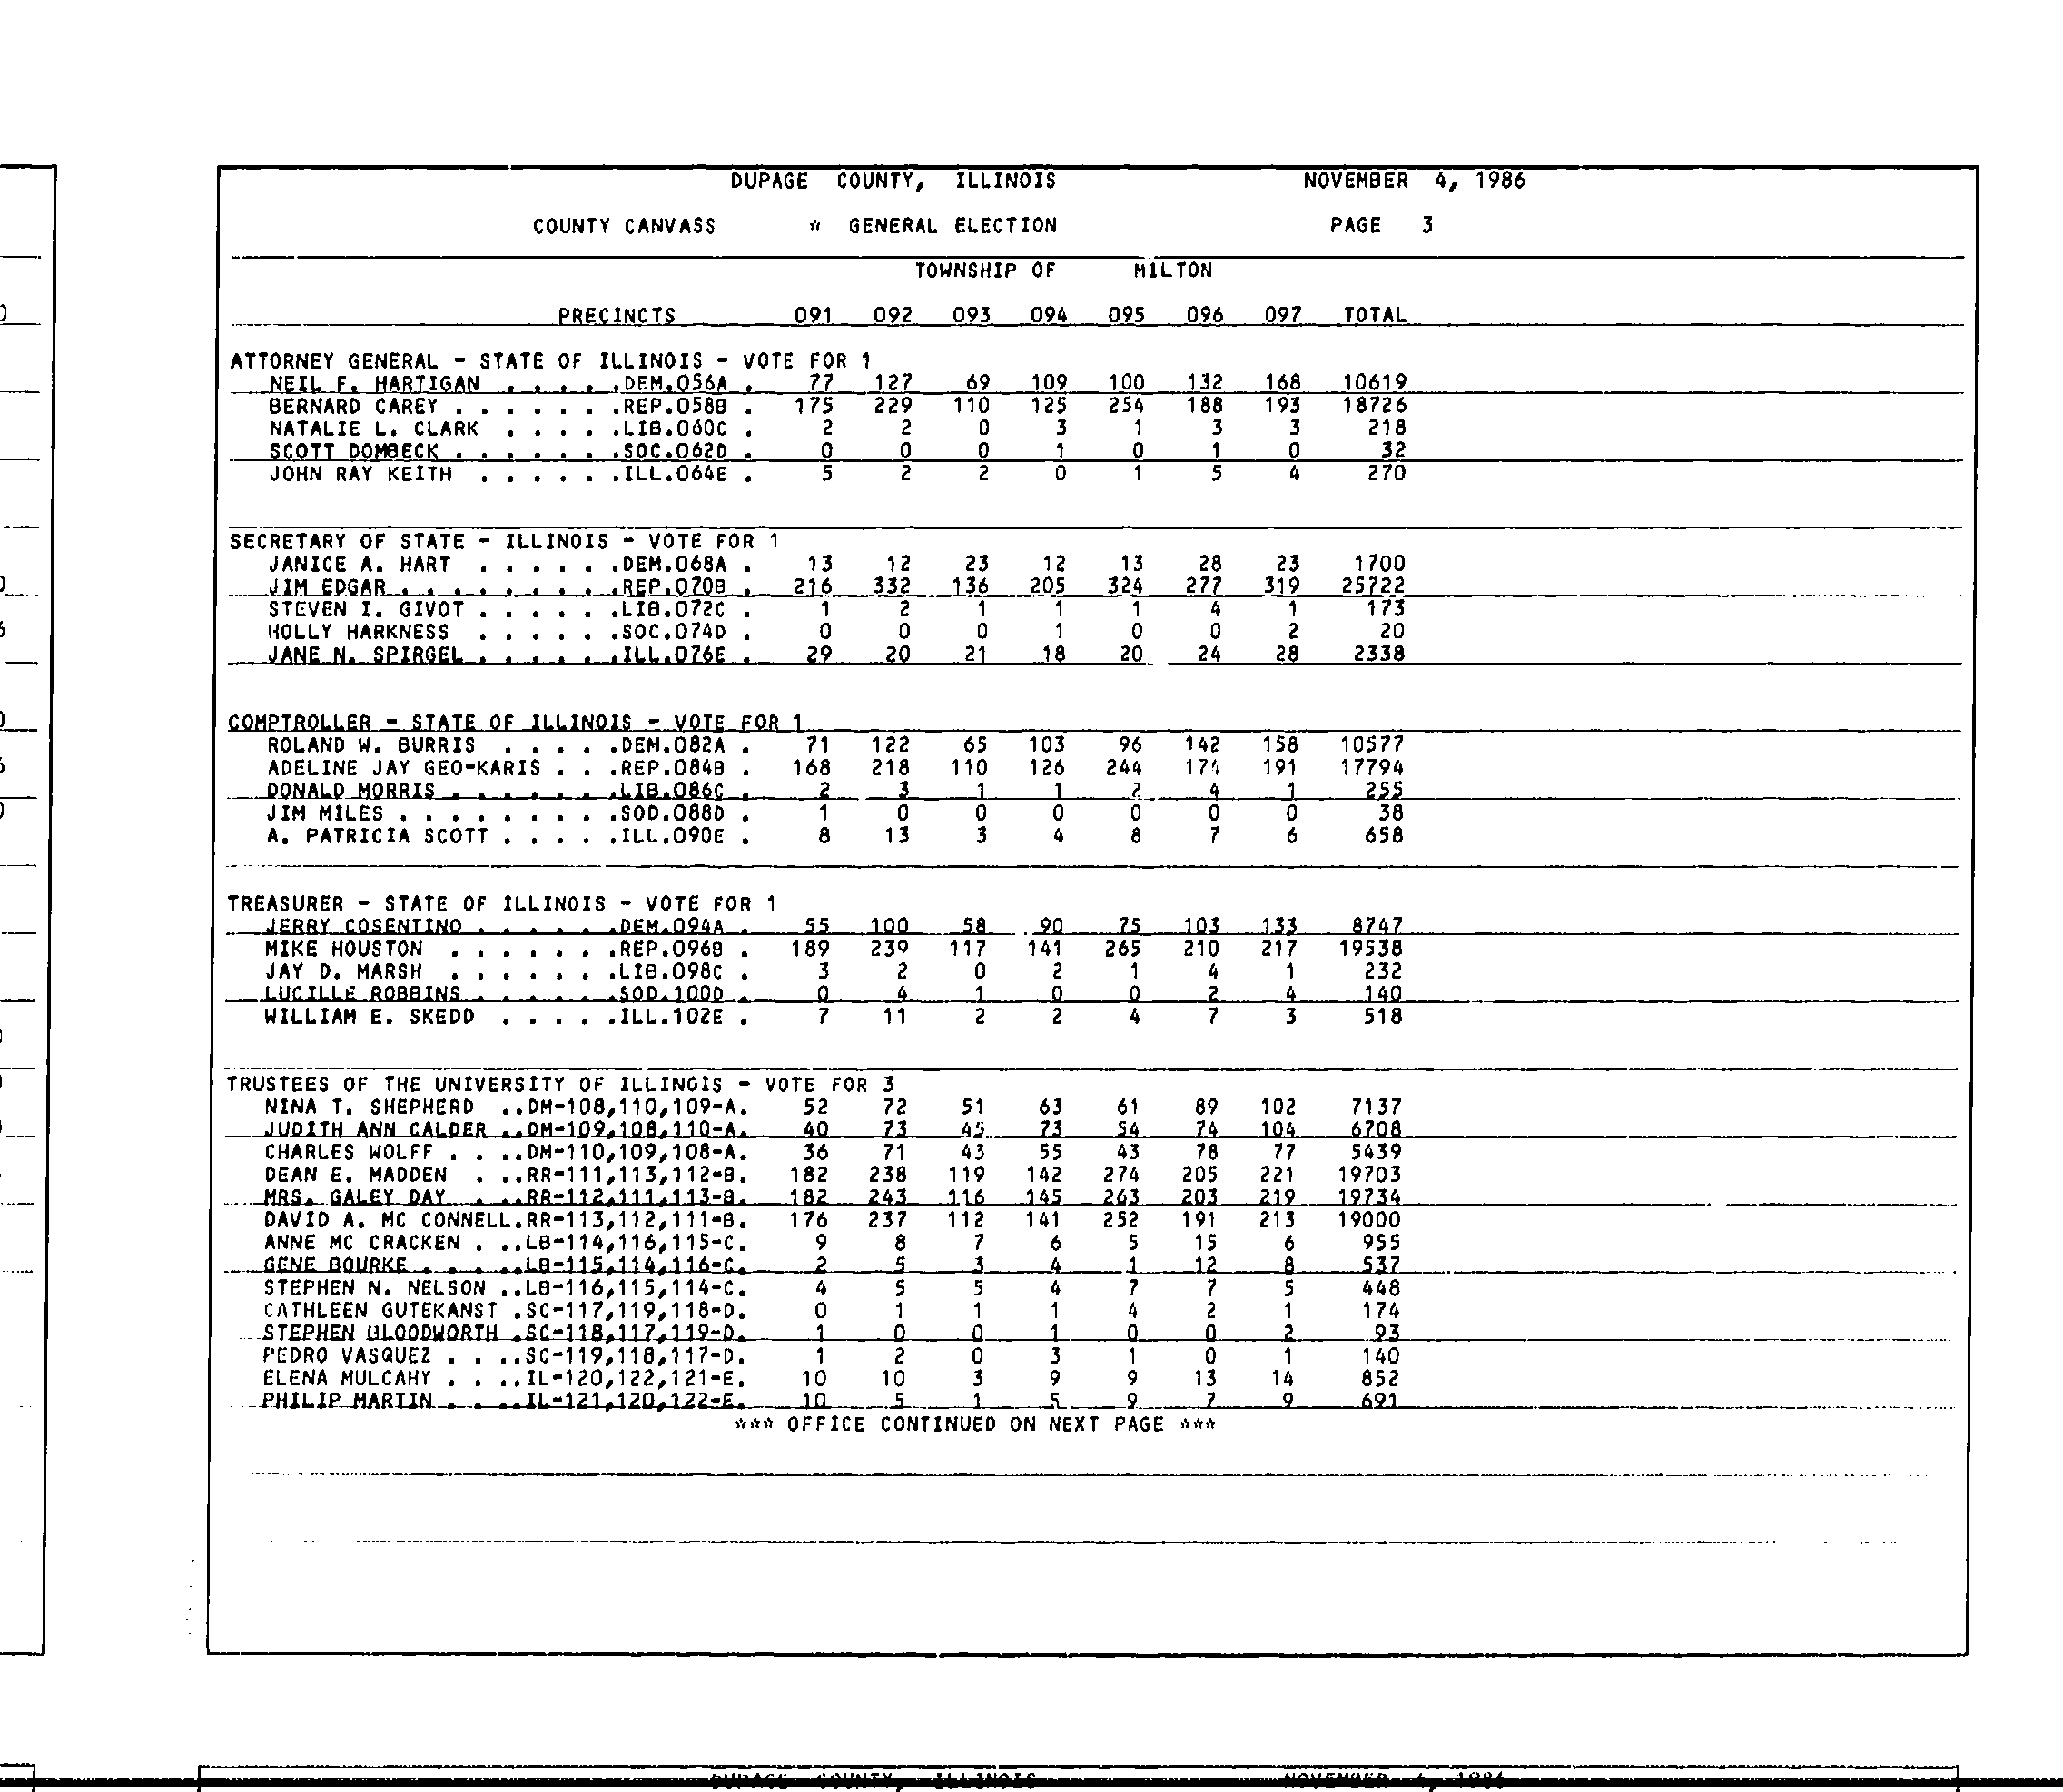 DUPAGE COUNTY, ILLINOIS NOVEMBER 4, 1986
COUNTY CANVASS * GENERAL ELECTION PAGE 3
TOWNSHIP OF MILTON
PRECINCTS 091 092 093 094 095 096 097 TOTAL
ATTORNEY GENERAL - STATE OF ILLINOIS - VOTE FOR 1
NEIL F. HARTIGAN . . . . .DEM.056A . 77 127 69 109 100 132 168 10619
BERNARD CAREY . . . . . . .REP.058B . 175 229 110 125 254 188 193 18726
NATALIE L. CLARK . . . . .LIB.060C . 2 2 0 3 1 3 3 218
SCOTT DOMBECK . . . . . . .SOC.062D . 0 0 0 1 0 1 0 32
JOHN RAY KEITH . . . . . .ILL.064E . 5 2 2 0 1 5 4 270
SECRETARY OF STATE - ILLINOIS - VOTE FOR 1
JANICE A. HART . . . . . .DEM.068A . 13 12 23 12 13 28 23 1700
JIM EDGAR . . . . . . . . .REP.070B . 216 332 136 205 324 277 319 25722
STEVEN I. GIVOT . . . . . .LIB.072C . 1 2 1 1 1 4 1 173
HOLLY HARKNESS . . . . . .SOC.074D . 0 0 0 1 0 0 2 20
JANE N. SPIRGEL . . . . . .ILL.076E . 29 20 21 18 20 24 28 2338
COMPTROLLER - STATE OF ILLINOIS - VOTE FOR 1
ROLAND W. BURRIS . . . . .DEM.082A . 71 122 65 103 96 142 158 10577
ADELINE JAY GEO-KARIS . . .REP.084B . 168 218 110 126 244 174 191 17794
DONALD MORRIS . . . . . . .LIB.086C . 2 3 1 1 2 4 1 255
JIM MILES . . . . . . . . .SOD.088D . 1 0 0 0 0 0 0 38
A. PATRICIA SCOTT . . . . .ILL.090E . 8 13 3 4 8 7 6 658
TREASURER - STATE OF ILLINOIS - VOTE FOR 1
JERRY COSENTINO . . . . . .DEM.094A . 55 100 58 90 75 103 133 8747
MIKE HOUSTON . . . . . . .REP.096B . 189 239 117 141 265 210 217 19538
JAY D. MARSH . . . . . . .LIB.098C . 3 2 0 2 1 4 1 232
LUCILLE ROBBINS . . . . . .SOD.100D . 0 4 1 0 0 2 4 140
WILLIAM E. SKEDD . . . . .ILL.102E . 7 11 2 2 4 7 3 518
TRUSTEES OF THE UNIVERSITY OF ILLINOIS - VOTE FOR 3
NINA T. SHEPHERD ..DM-108,110,109-A. 52 72 51 63 61 89 102 7137
JUDITH ANN CALDER ..DM-109,108,110-A. 40 73 45 73 54 74 104 6708
CHARLES WOLFF . . ..DM-110,109,108-A. 36 71 43 55 43 78 77 5439
DEAN E. MADDEN . ..RR-111,113,112-B. 182 238 119 142 274 205 221 19703
MRS. GALEY DAY . ..RR-112,111,113-B. 182 243 116 145 263 203 219 19734
DAVID A. MC CONNELL.RR-113,112,111-B. 176 237 112 141 252 191 213 19000
ANNE MC CRACKEN . ..LB-114,116,115-C. 9 8 7 6 5 15 6 955
GENE BOURKE . . . ..LB-115,114,116-C. 2 5 3 4 1 12 8 537
STEPHEN N. NELSON ..LB-116,115,114-C. 4 5 5 4 7 7 5 448
CATHLEEN GUTEKANST .SC-117,119,118-D. 0 1 1 1 4 2 1 174
STEPHEN BLOODWORTH .SC-118,117,119-D. 1 0 0 1 0 0 2 93
PEDRO VASQUEZ . . ..SC-119,118,117-D. 1 2 0 3 1 0 1 140
ELENA MULCAHY . . ..IL-120,122,121-E. 10 10 3 9 9 13 14 852
PHILIP MARTIN . . ..IL-121,120,122-E. 10 5 1 5 9 7 9 691
*** OFFICE CONTINUED ON NEXT PAGE ***
DUPAGE COUNTY, ILLINOIS NOVEMBER 4, 1986